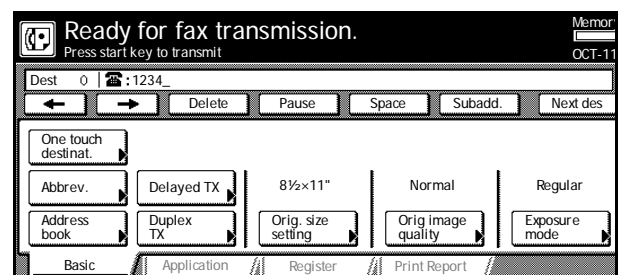 Ready for fax transmission.
Memor
Press start key to transmit
OCT-11
Dest 0 ☎:1234_
Delete Pause Space Subadd. Next des
One touch
destinat.
Abbrev. Delayed TX 8½×11" Normal Regular
Address Duplex Orig. size Orig image Exposure
book TX setting quality mode
Basic Application Register Print Report